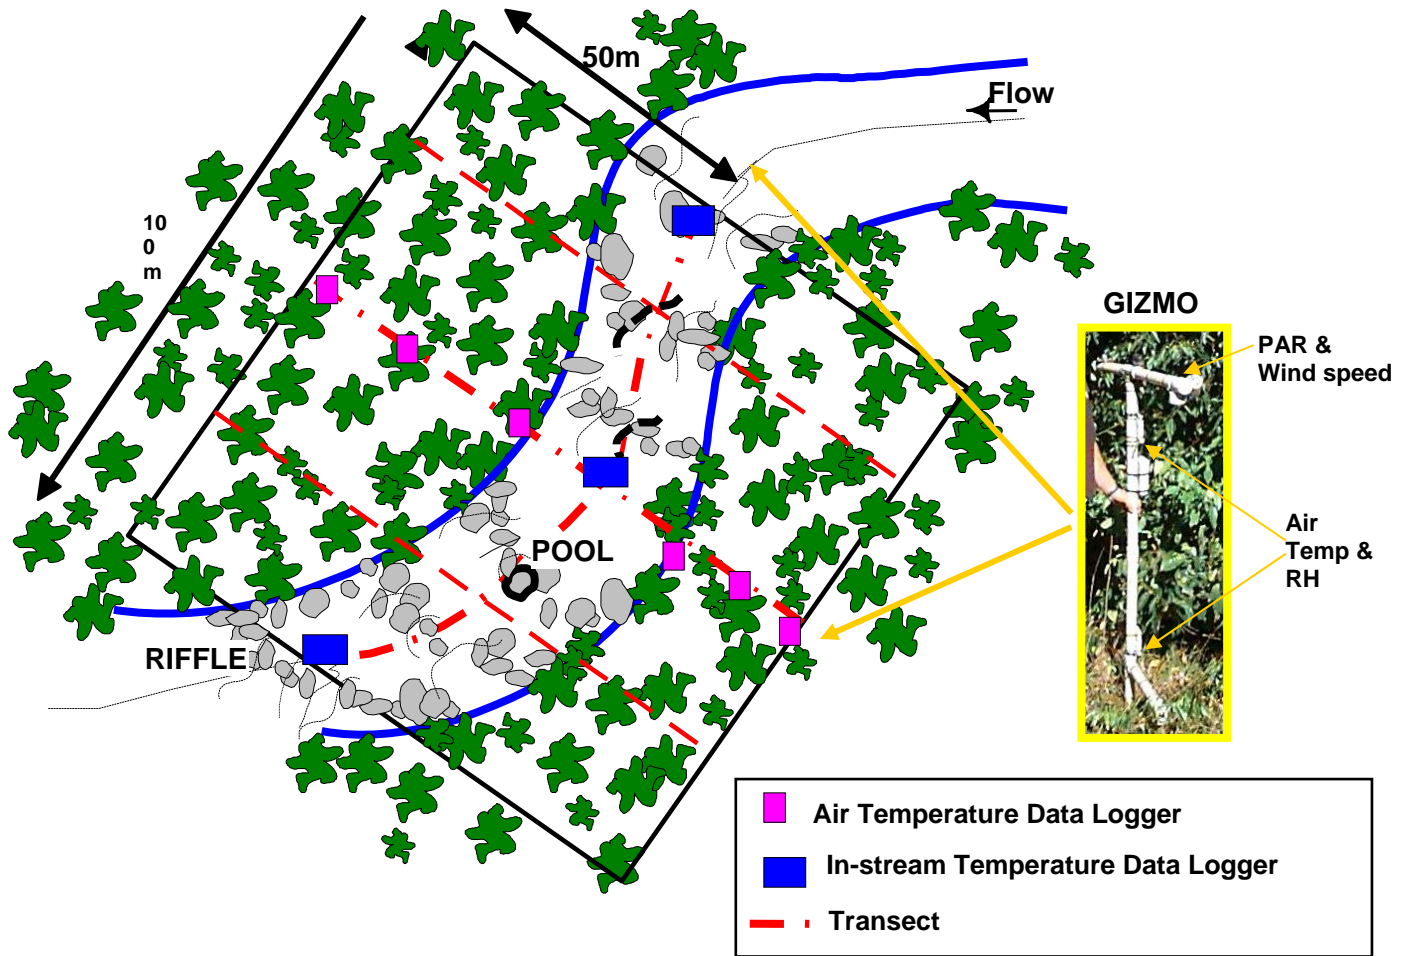 50m
Flow
10
0
m
GIZMO
PAR &
Wind speed
Air
Temp &
RH
POOL
RIFFLE
Air Temperature Data Logger
In-stream Temperature Data Logger
Transect